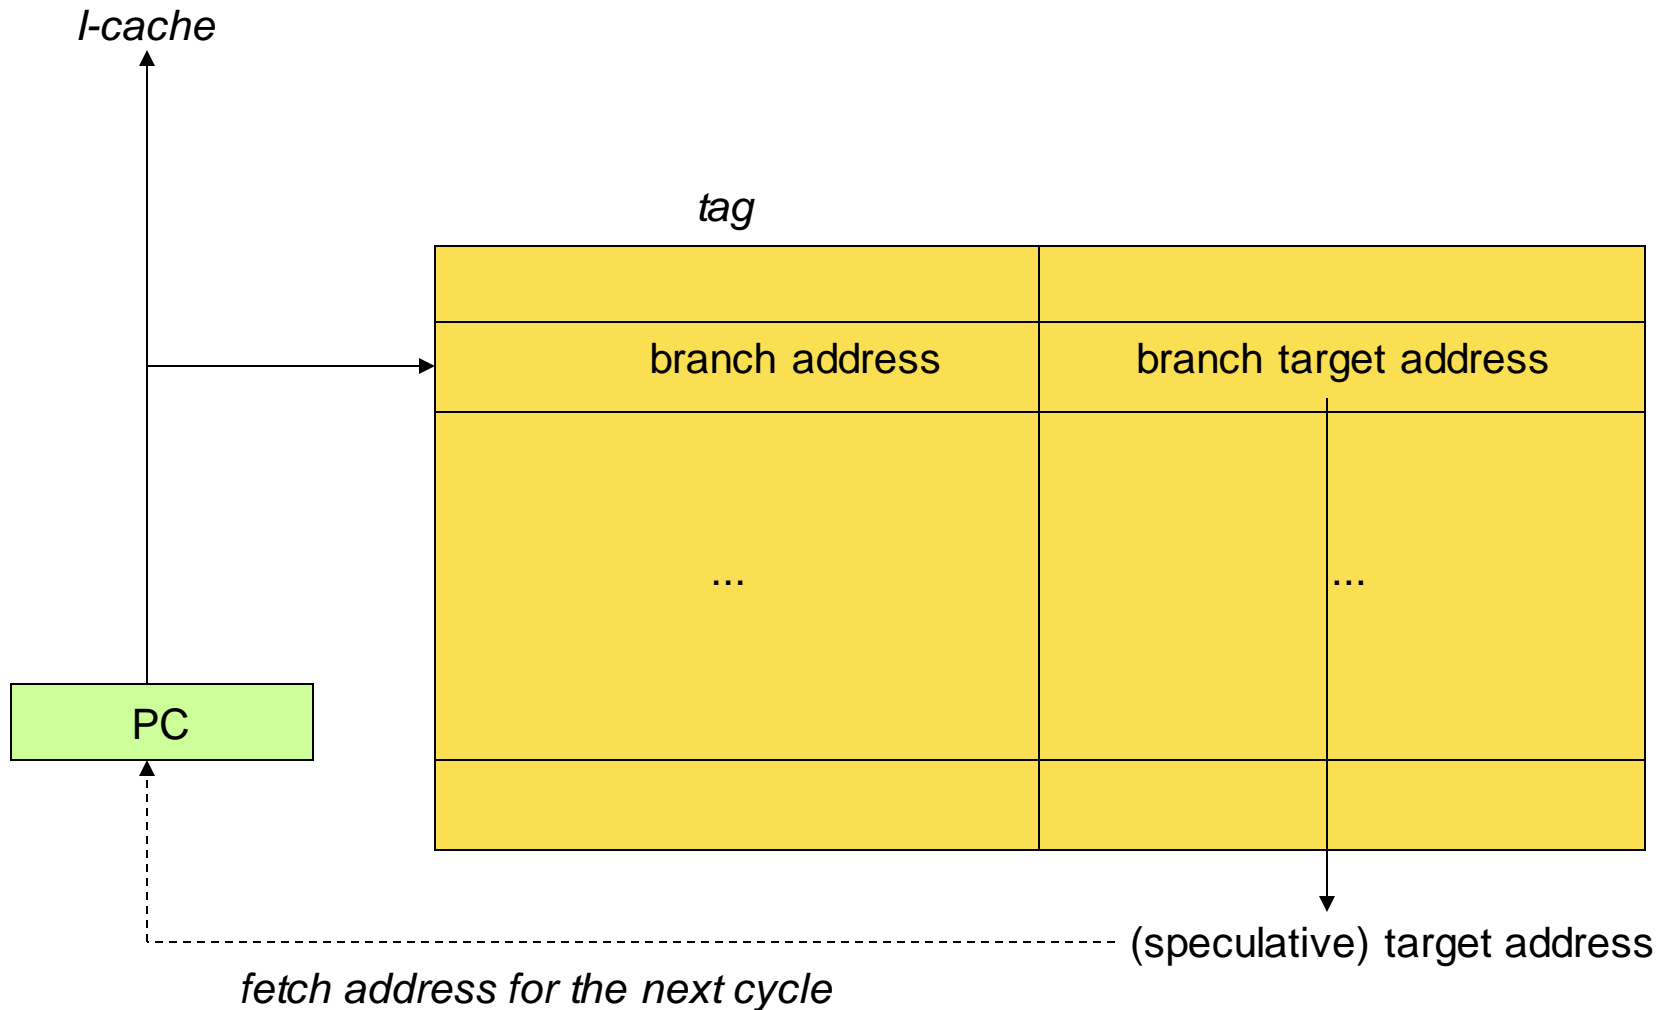 I-cache
tag
branch address
branch target address
...
...
PC
(speculative) target address
fetch address for the next cycle